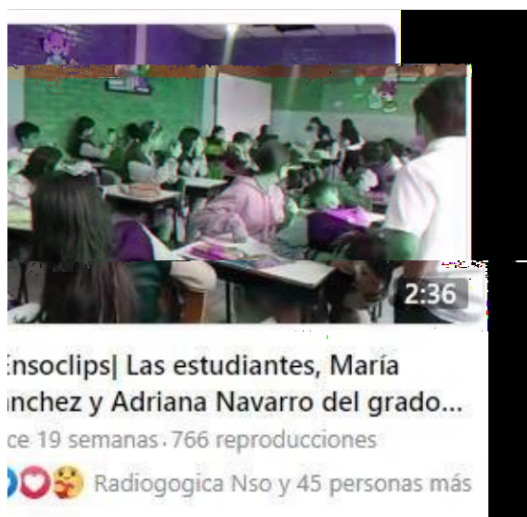 2:36
Ensoclips| Las estudiantes, María
nchez y Adriana Navarro del grado...
ce 19 semanas · 766 reproducciones
Radiogogica Nso y 45 personas más